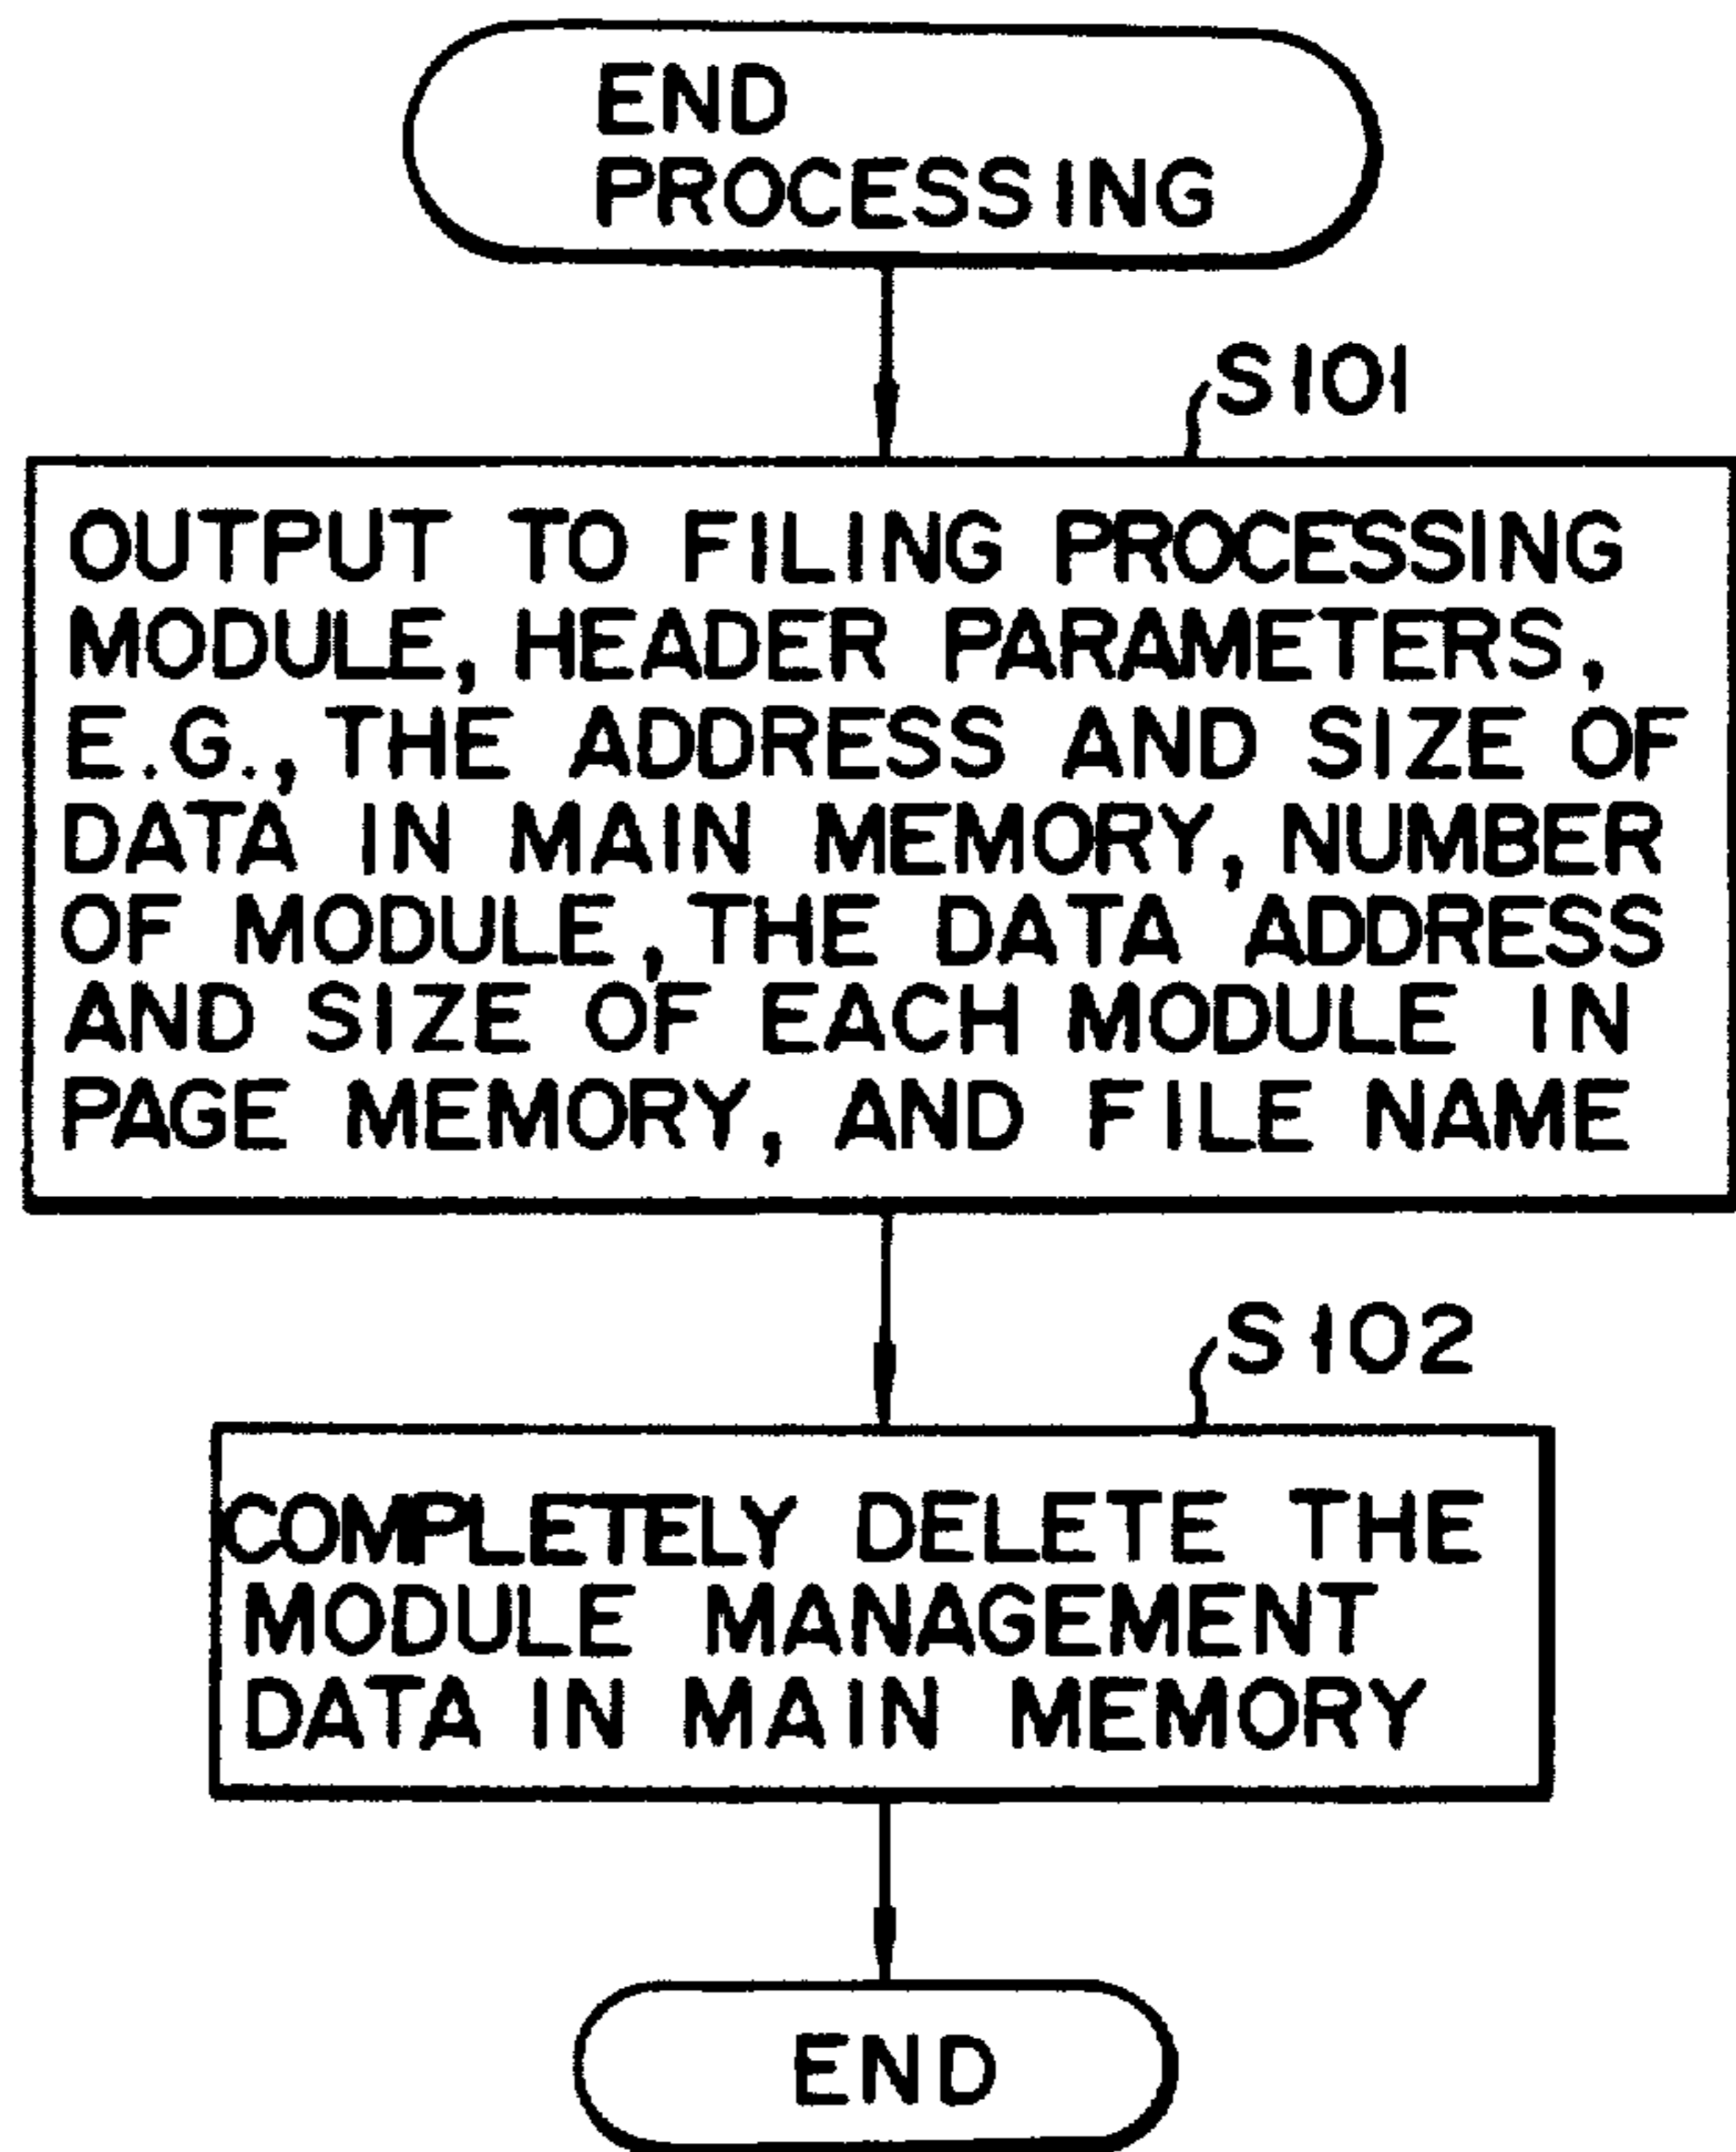 END
PROCESSING
S101
OUTPUT TO FILING PROCESSING
MODULE, HEADER PARAMETERS,
E.G., THE ADDRESS AND SIZE OF
DATA IN MAIN MEMORY, NUMBER
OF MODULE, THE DATA ADDRESS
AND SIZE OF EACH MODULE IN
PAGE MEMORY, AND FILE NAME
S102
COMPLETELY DELETE THE
MODULE MANAGEMENT
DATA IN MAIN MEMORY
END